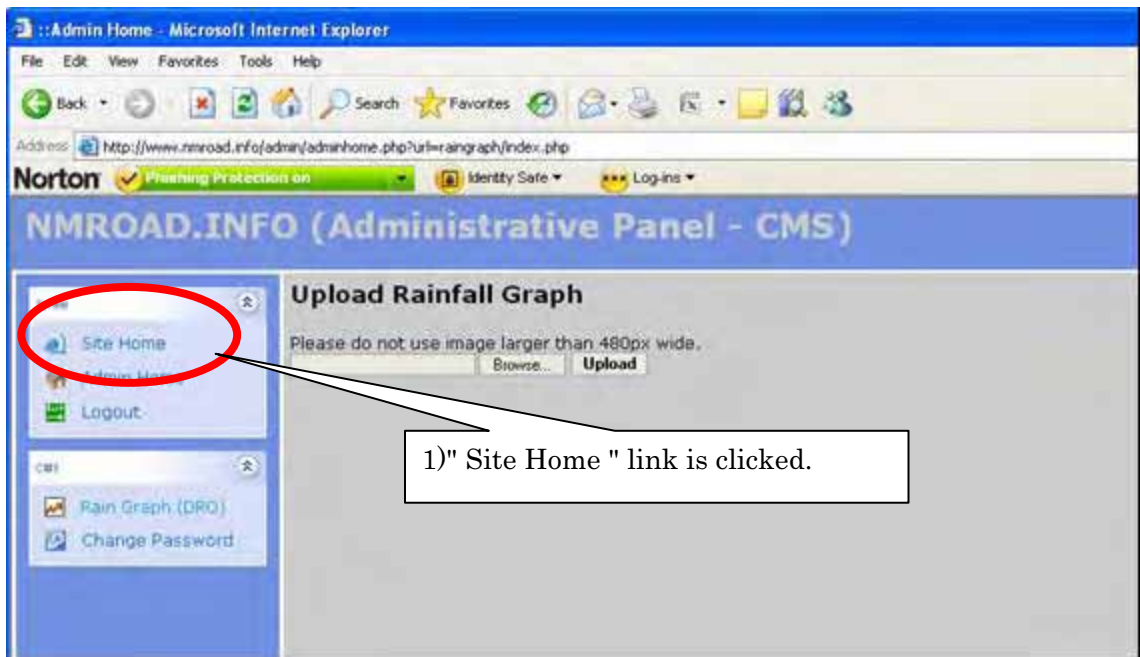 ::Admin Home - Microsoft Internet Explorer
File Edit View Favorites Tools Help
Back Search Favorites
Address http://www.nmroad.info/admin/adminhome.php?url=raingraph/index.php
Norton Phishing Protection on Identity Safe Log-ins
NMROAD.INFO (Administrative Panel - CMS)
Upload Rainfall Graph
Site Home
Please do not use image larger than 480px wide.
Browse... Upload
Admin Home
Logout
1)" Site Home " link is clicked.
CMS
Rain Graph (DRO)
Change Password